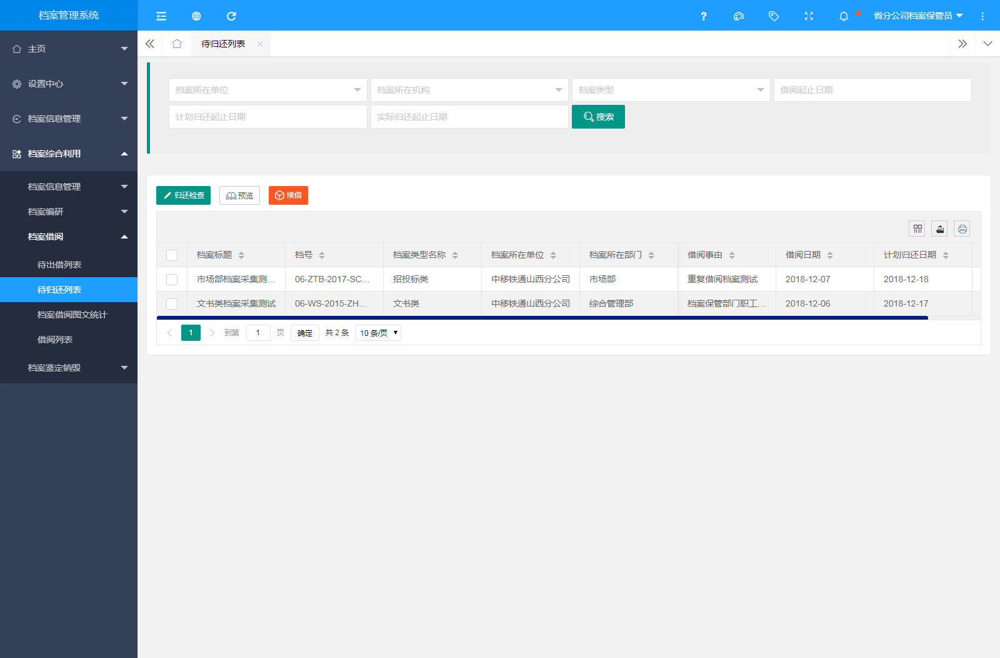 档案管理系统
省分公司档案保管员
主页
设置中心
档案信息管理
档案综合利用
档案信息管理
档案编研
档案借阅
待出借列表
待归还列表
档案借阅图文统计
借阅列表
档案鉴定销毁
待归还列表
档案所在单位 档案所在机构 档案类型 借阅起止日期
计划归还起止日期 实际归还起止日期 搜索
归还检查 预览 续借
档案标题 档号 档案类型名称 档案所在单位 档案所在部门 借阅事由 借阅日期 计划归还日期
市场部档案采集测... 06-ZTB-2017-SC... 招投标类 中移铁通山西分公司 市场部 重复借阅档案测试 2018-12-07 2018-12-18
文书类档案采集测试 06-WS-2015-ZH... 文书类 中移铁通山西分公司 综合管理部 档案保管部门职工... 2018-12-06 2018-12-17
1 到第 1 页 确定 共 2 条 10 条/页